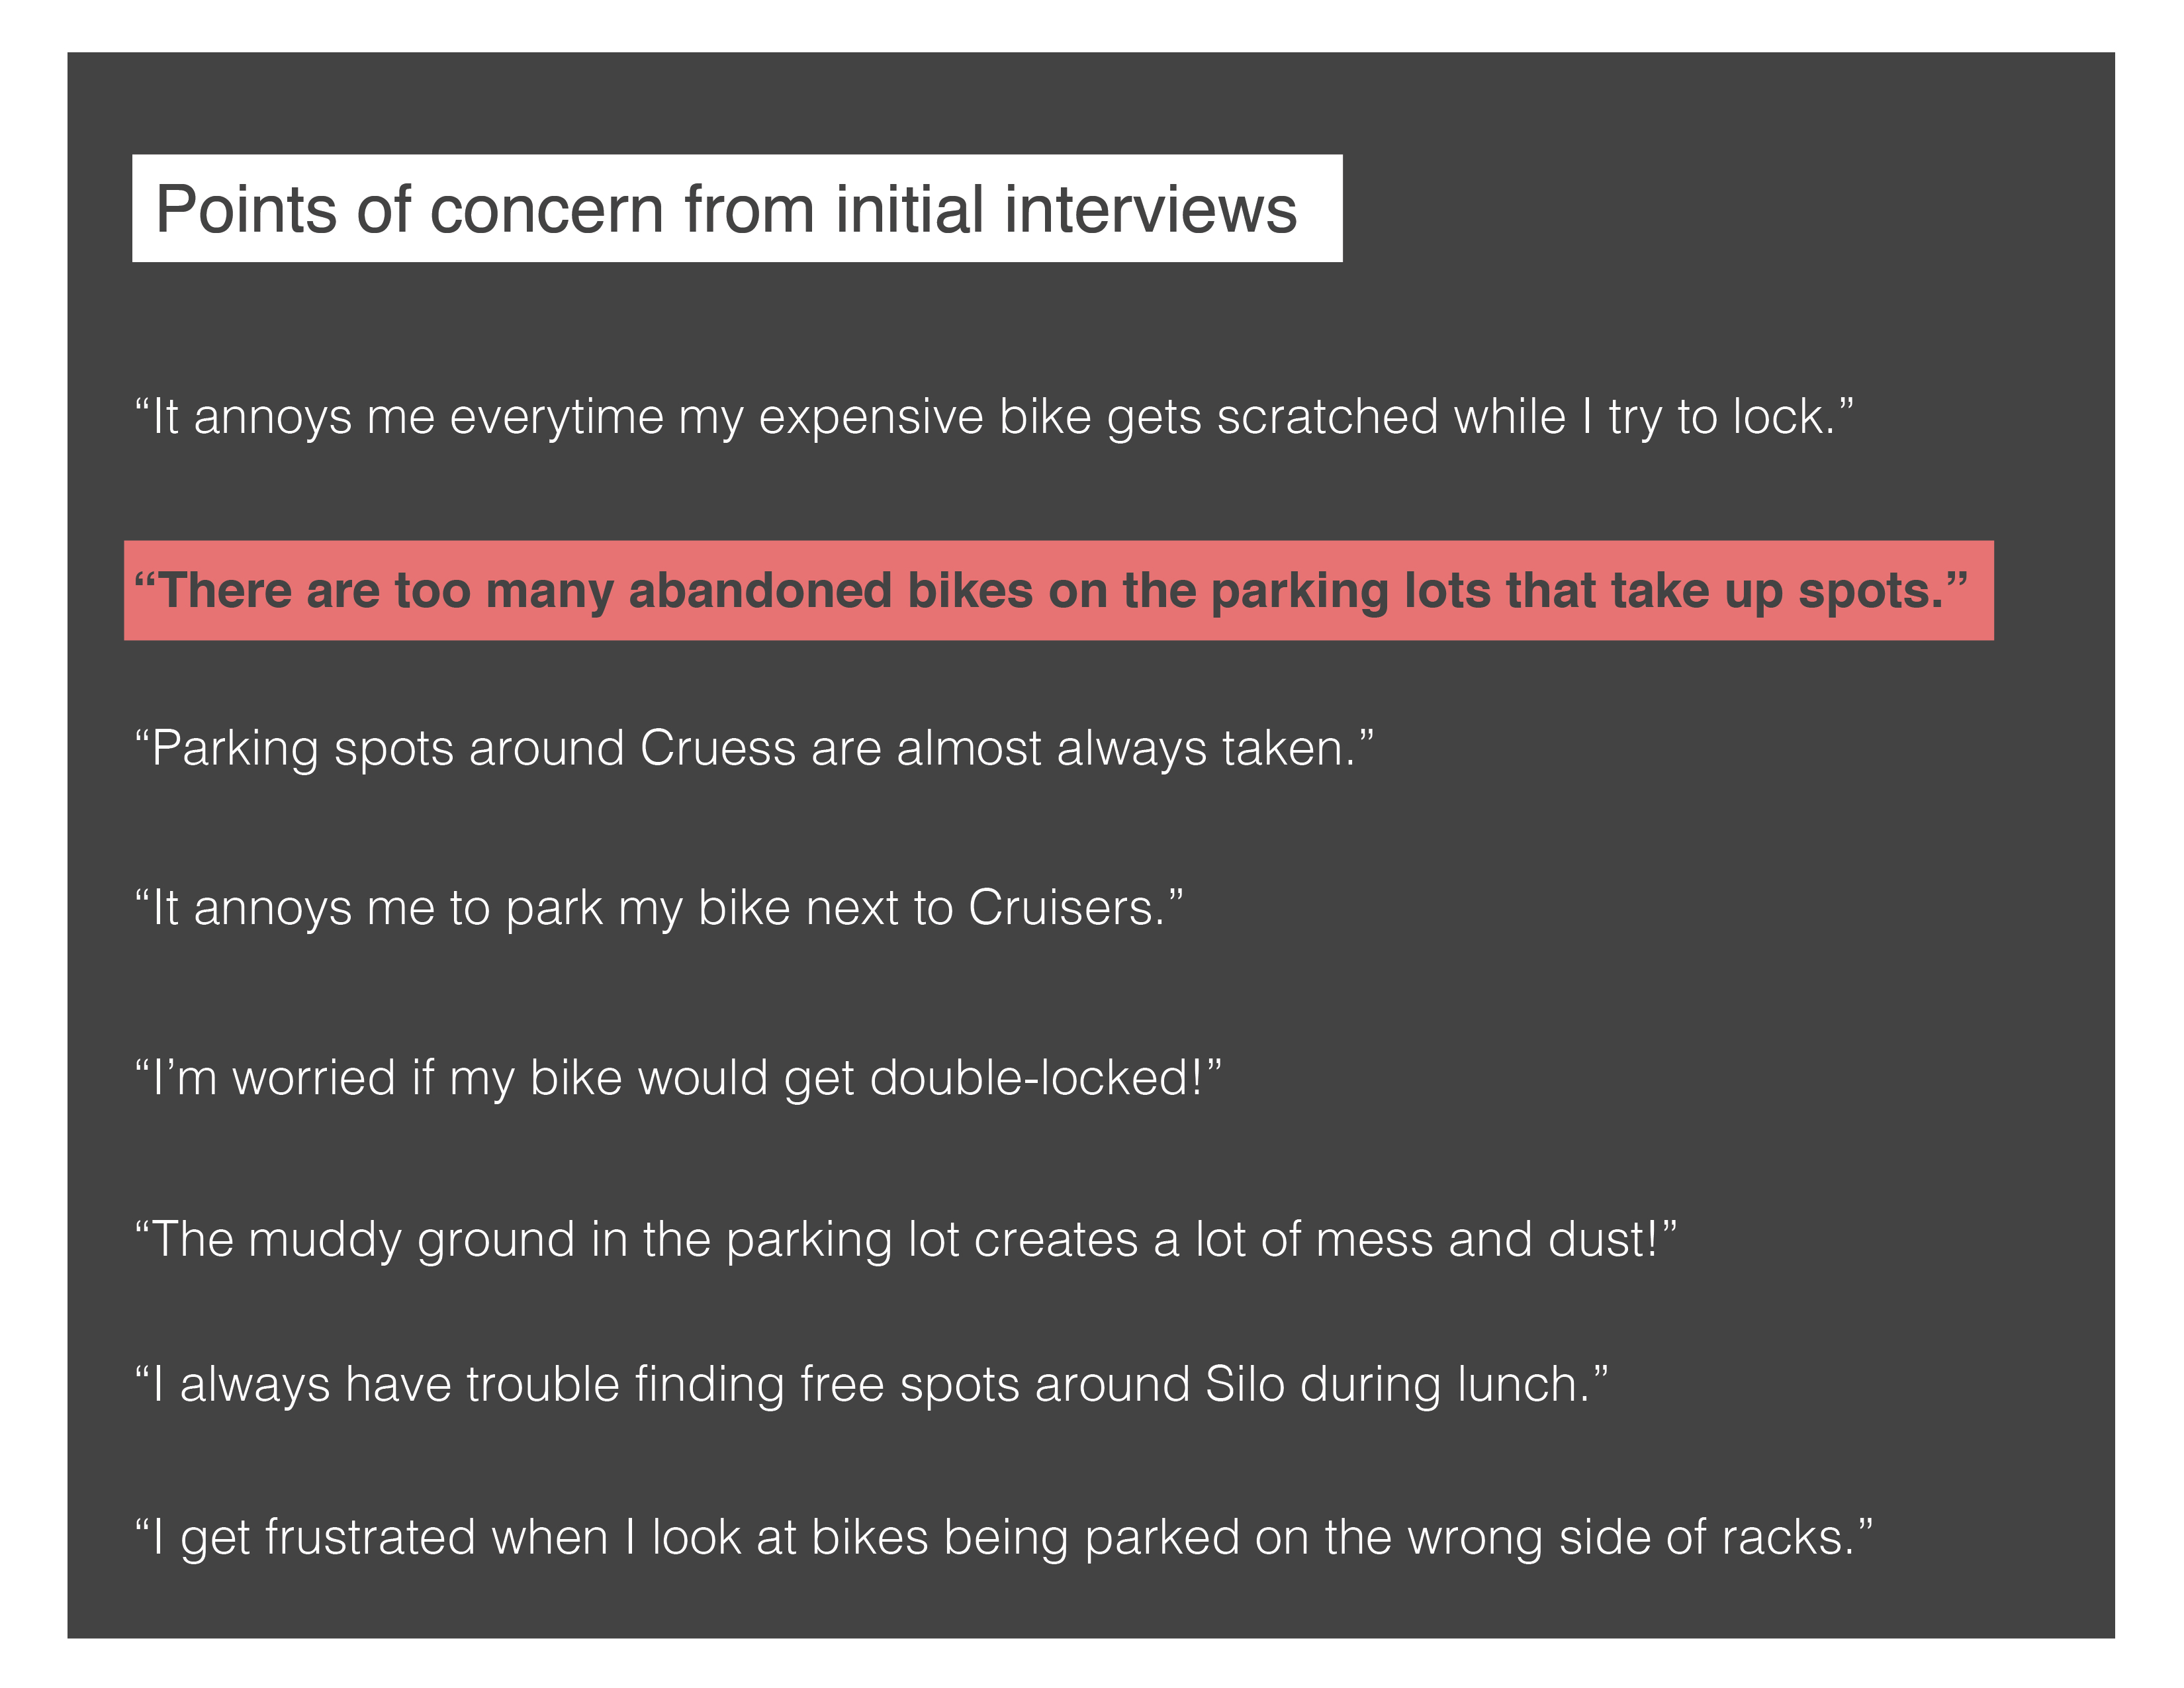 Points of concern from initial interviews
“It annoys me everytime my expensive bike gets scratched while I try to lock.”
“There are too many abandoned bikes on the parking lots that take up spots.”
“Parking spots around Cruess are almost always taken.”
“It annoys me to park my bike next to Cruisers.”
“I’m worried if my bike would get double-locked!”
“The muddy ground in the parking lot creates a lot of mess and dust!”
“I always have trouble finding free spots around Silo during lunch.”
“I get frustrated when I look at bikes being parked on the wrong side of racks.”